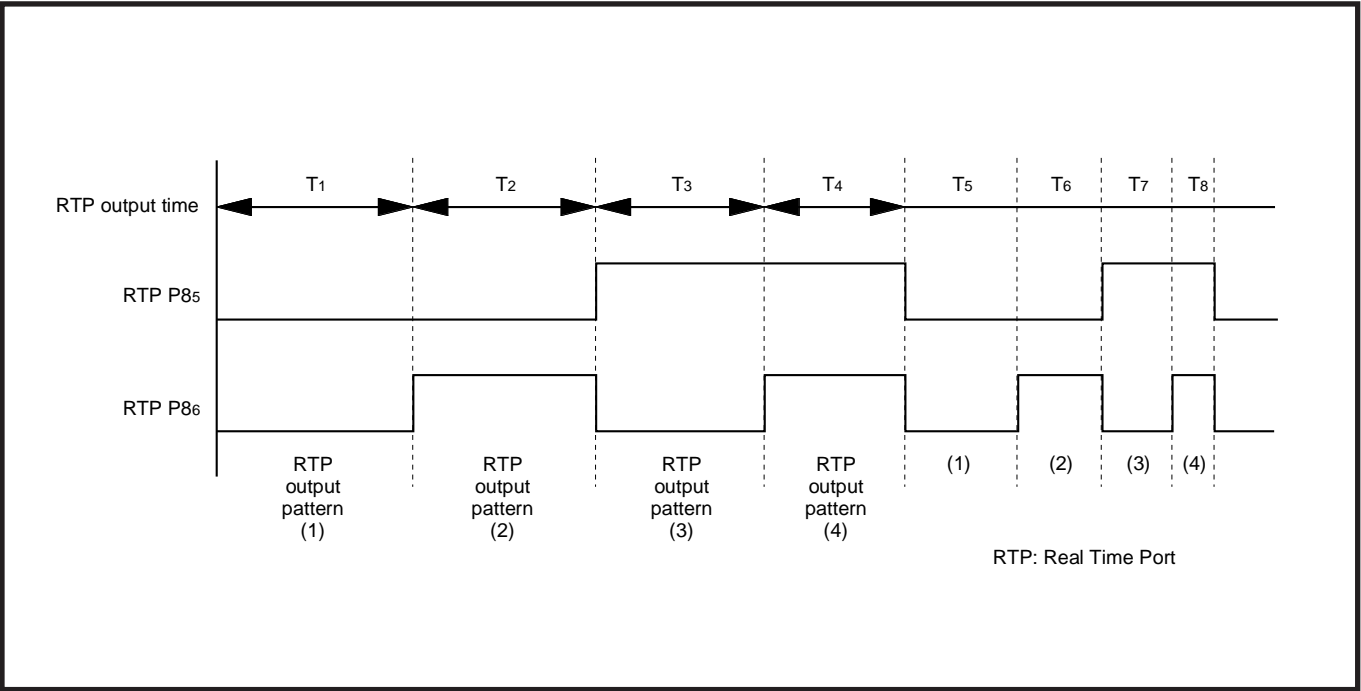 RTP output time
T1 T2 T3 T4 T5 T6 T7 T8
RTP P85
RTP P86
RTP output pattern (1)
RTP output pattern (2)
RTP output pattern (3)
RTP output pattern (4)
(1) (2) (3) (4)
RTP: Real Time Port